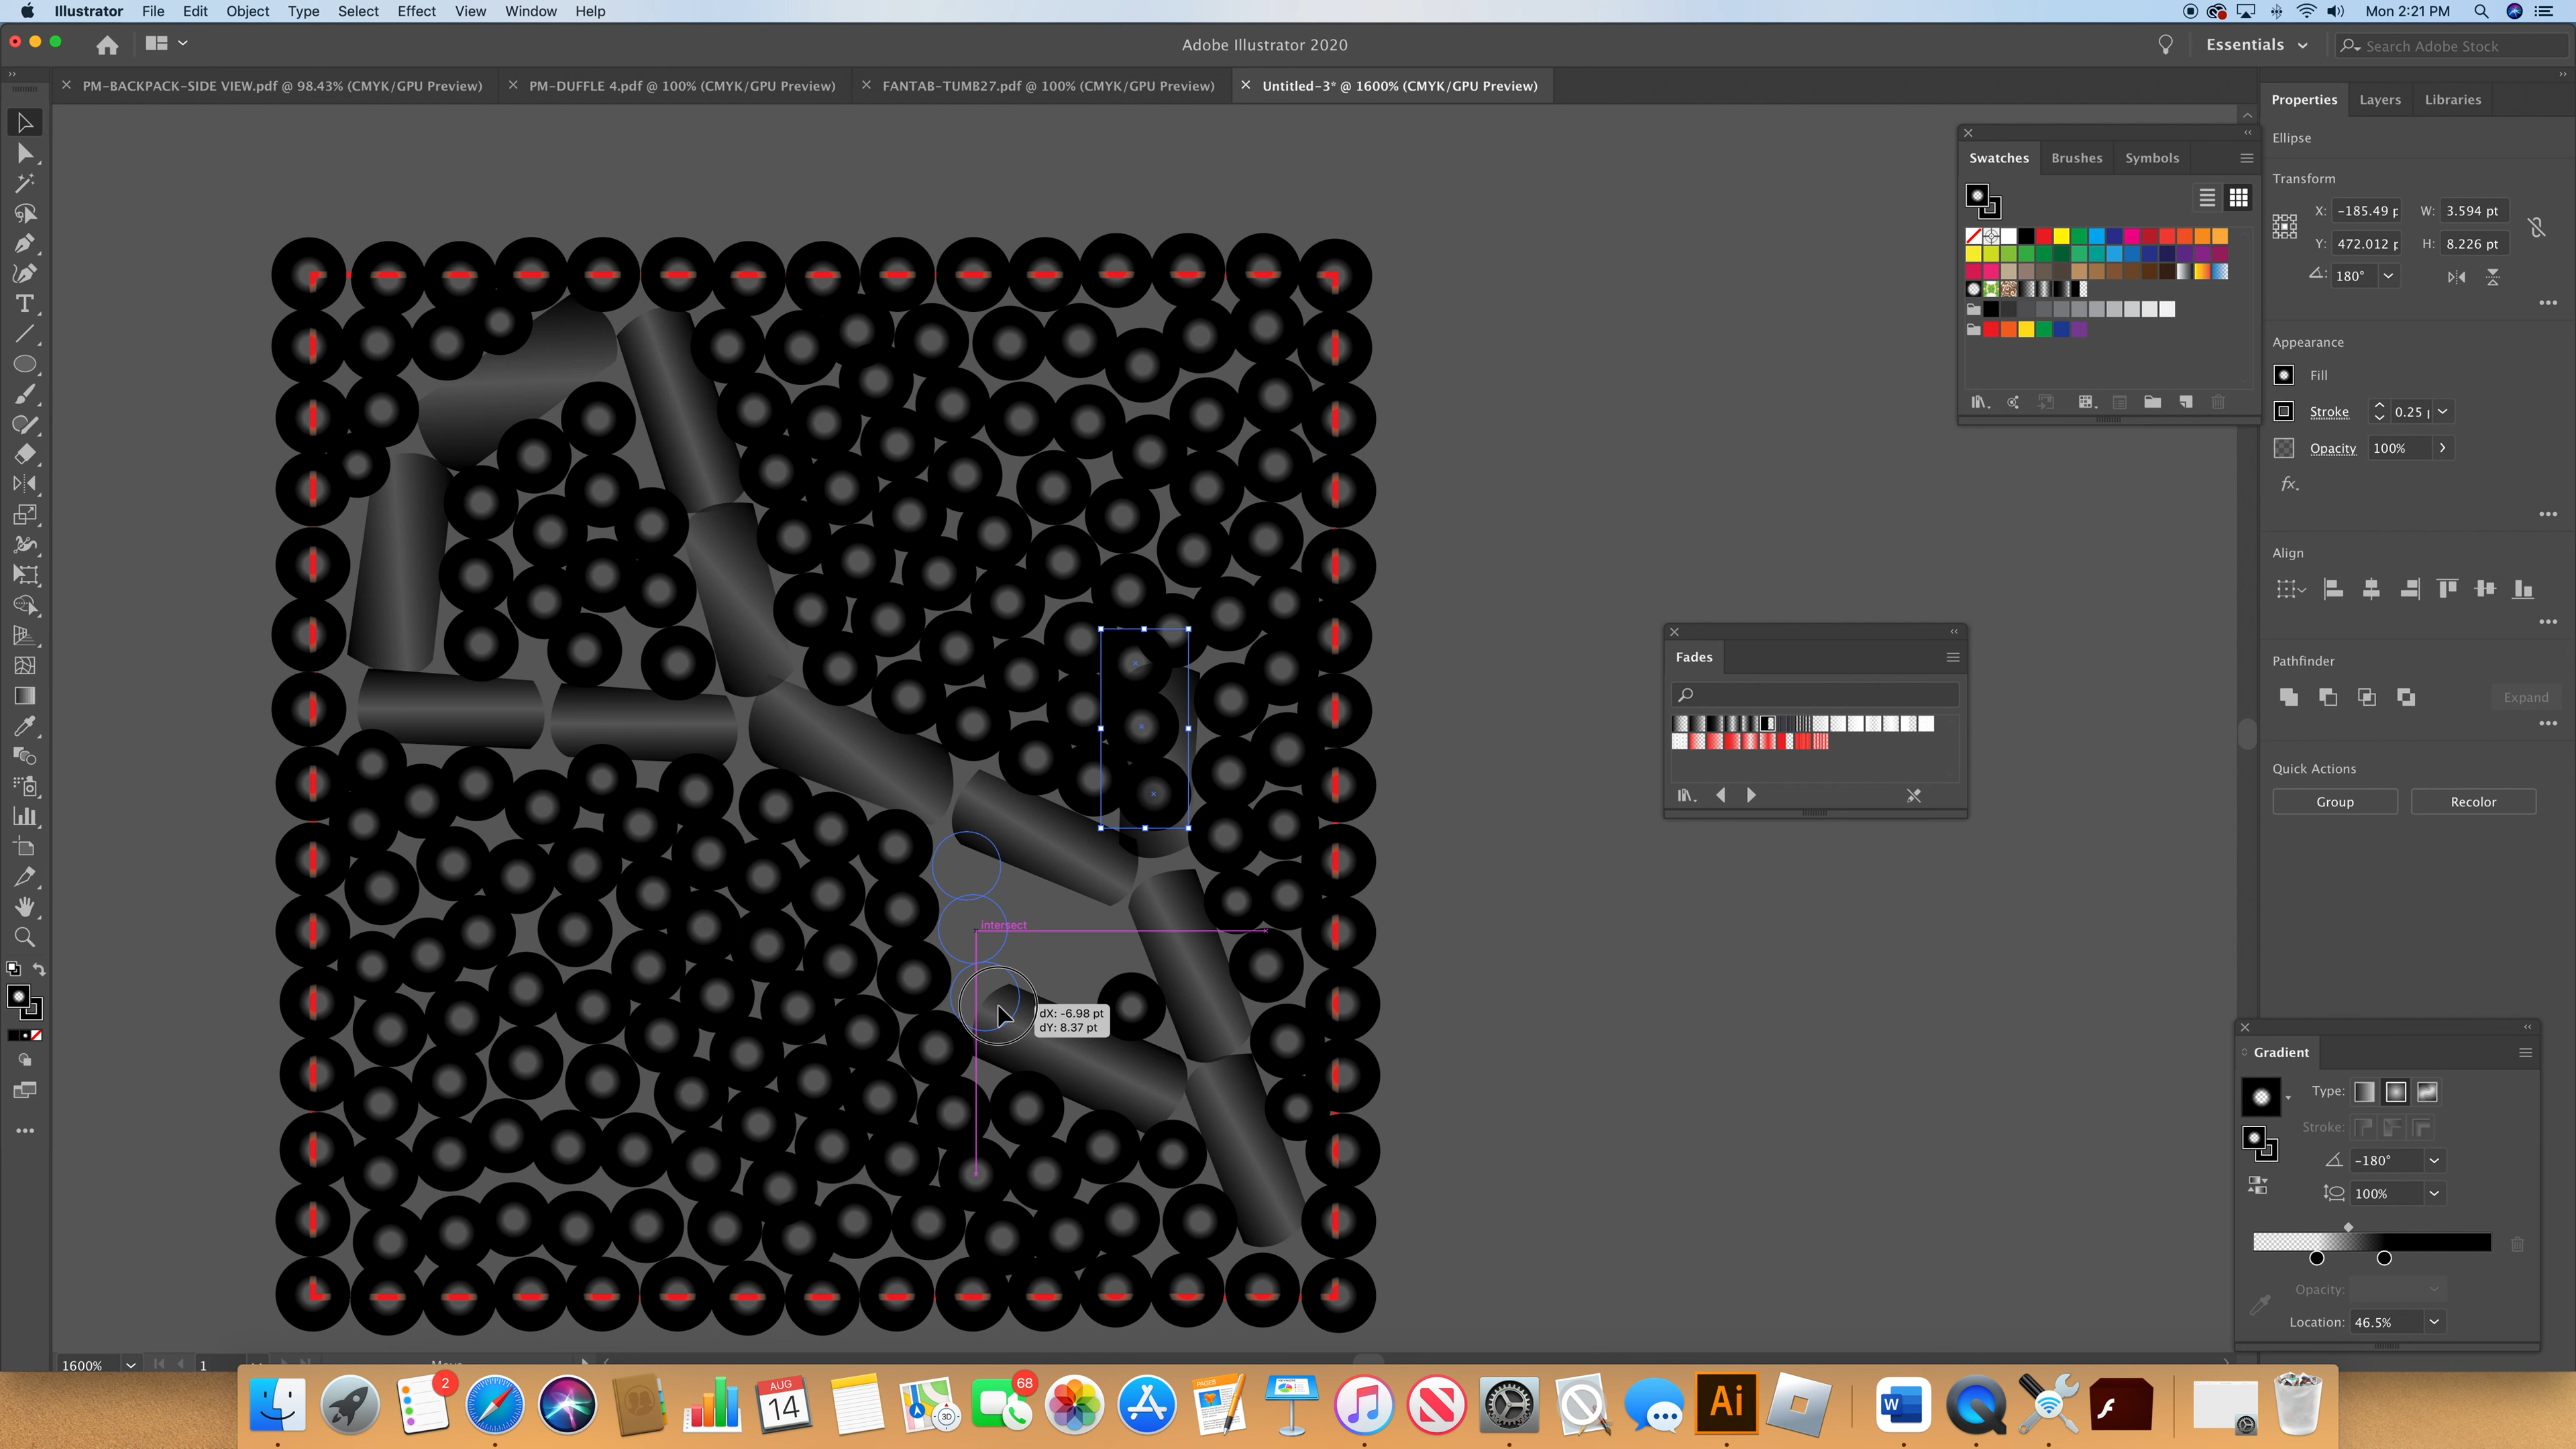 Illustrator File Edit Object Type Select Effect View Window Help
Mon 2:21 PM
Adobe Illustrator 2020
Essentials
Search Adobe Stock
PM-BACKPACK-SIDE VIEW.pdf @ 98.43% (CMYK/GPU Preview)
PM-DUFFLE 4.pdf @ 100% (CMYK/GPU Preview)
FANTAB-TUMB27.pdf @ 100% (CMYK/GPU Preview)
Untitled-3* @ 1600% (CMYK/GPU Preview)
Properties Layers Libraries
Ellipse
Transform
X: -185.49 p W: 3.594 pt
Y: 472.012 p H: 8.226 pt
180°
Appearance
Fill
Stroke 0.25
Opacity 100%
fx.
Align
Pathfinder
Expand
Quick Actions
Group Recolor
Swatches Brushes Symbols
Fades
intersect
dX: -6.98 pt
dY: 8.37 pt
Gradient
Type:
Stroke:
-180°
100%
Opacity:
Location: 46.5%
1600% 1 Move
2
AUG
14
3D
68
PAGES
Ai
W